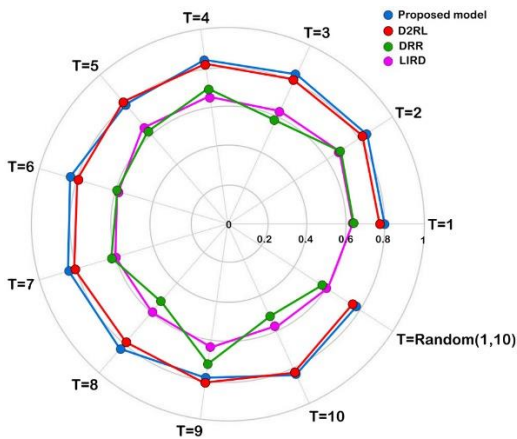 T=4
Proposed model
D2RL
DRR
LIRD
T=3
T=5
T=2
T=6
T=1
0 0.2 0.4 0.6 0.8 1
T=7
T=Random(1,10)
T=8
T=10
T=9